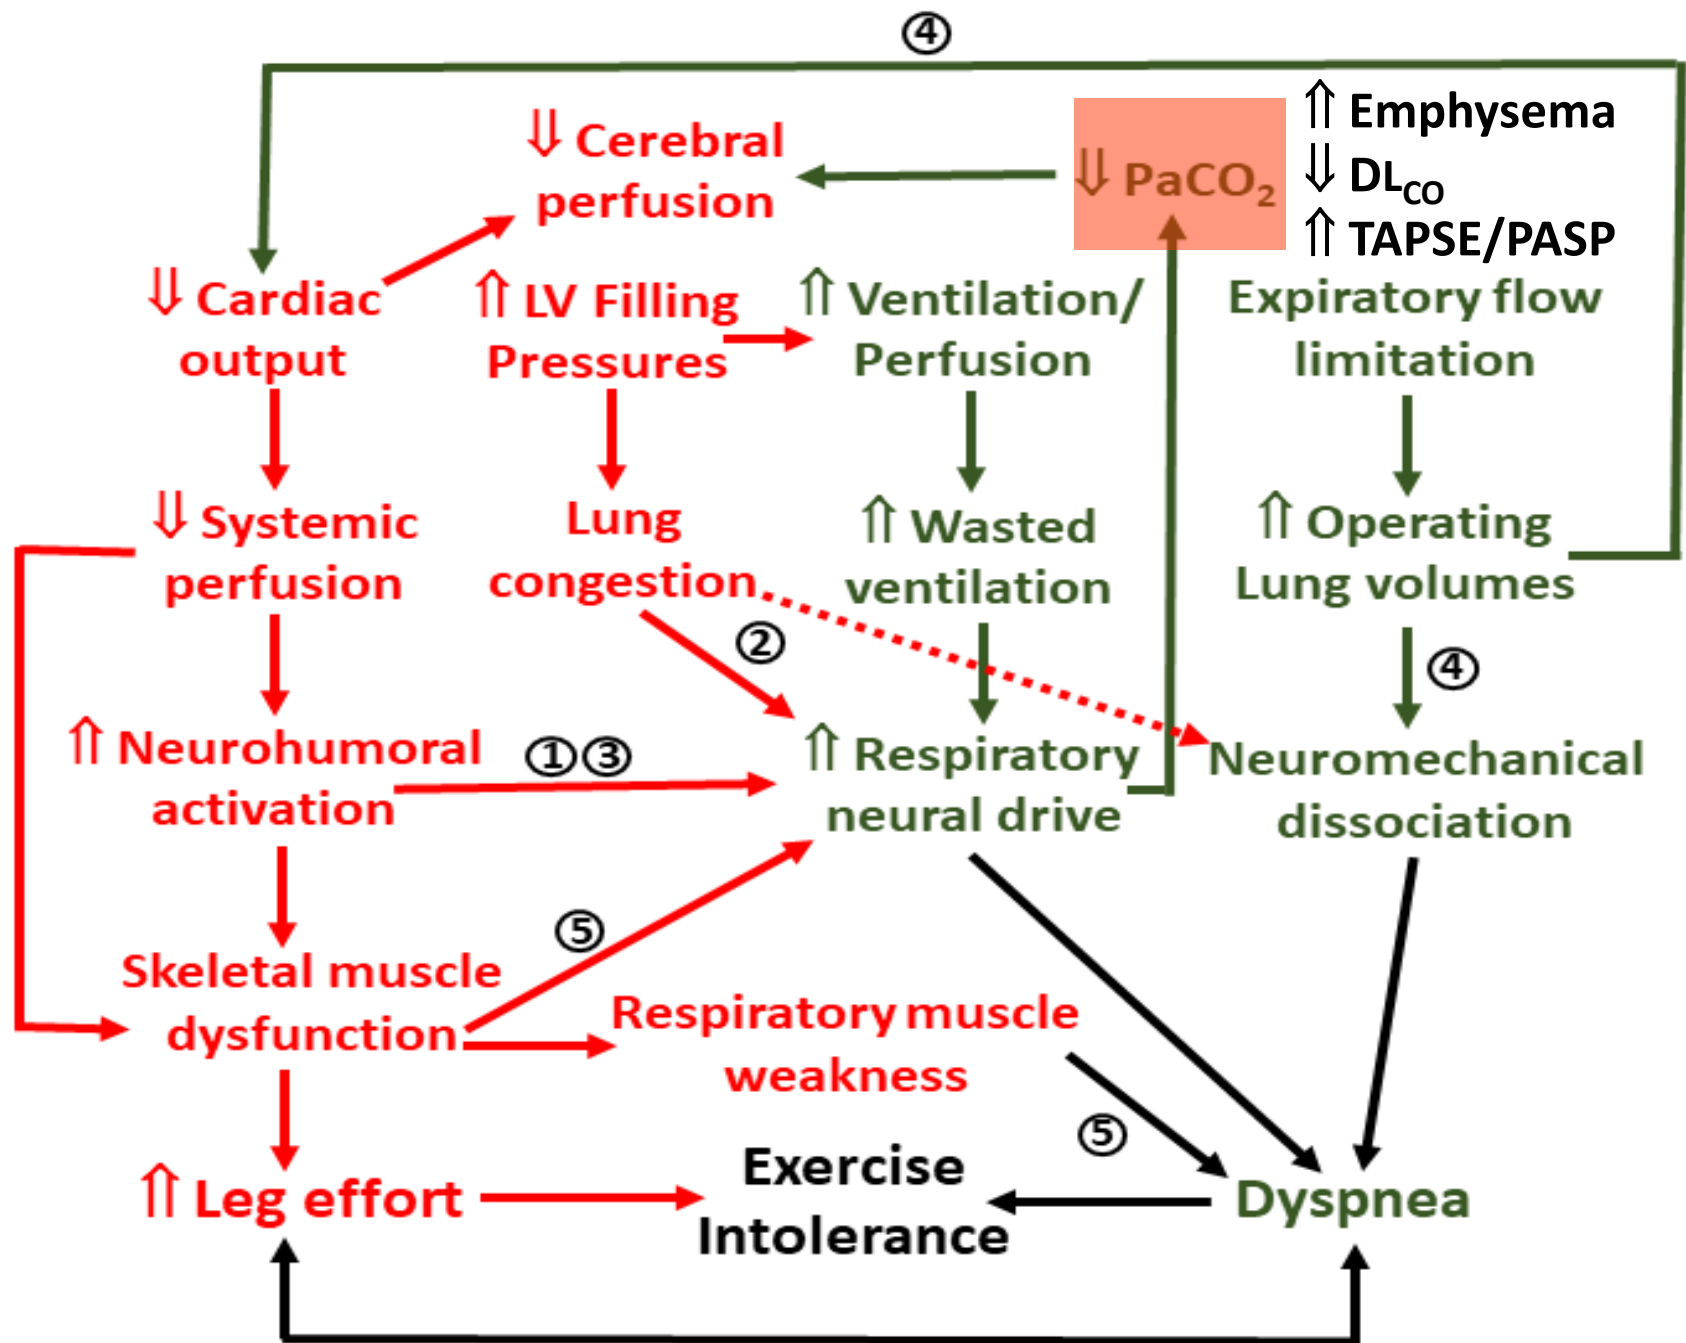 ④
⇑ Emphysema
⇓ DL_CO
⇑ TAPSE/PASP
⇓ Cerebral
perfusion
⇓ PaCO₂
⇓ Cardiac
output
⇑ LV Filling
Pressures
⇑ Ventilation/
Perfusion
Expiratory flow
limitation
⇓ Systemic
perfusion
Lung
congestion
⇑ Wasted
ventilation
⇑ Operating
Lung volumes
②
④
⇑ Neurohumoral
activation
①③
⇑ Respiratory
neural drive
Neuromechanical
dissociation
⑤
Skeletal muscle
dysfunction
Respiratory muscle
weakness
⑤
⇑ Leg effort
Exercise
Intolerance
Dyspnea